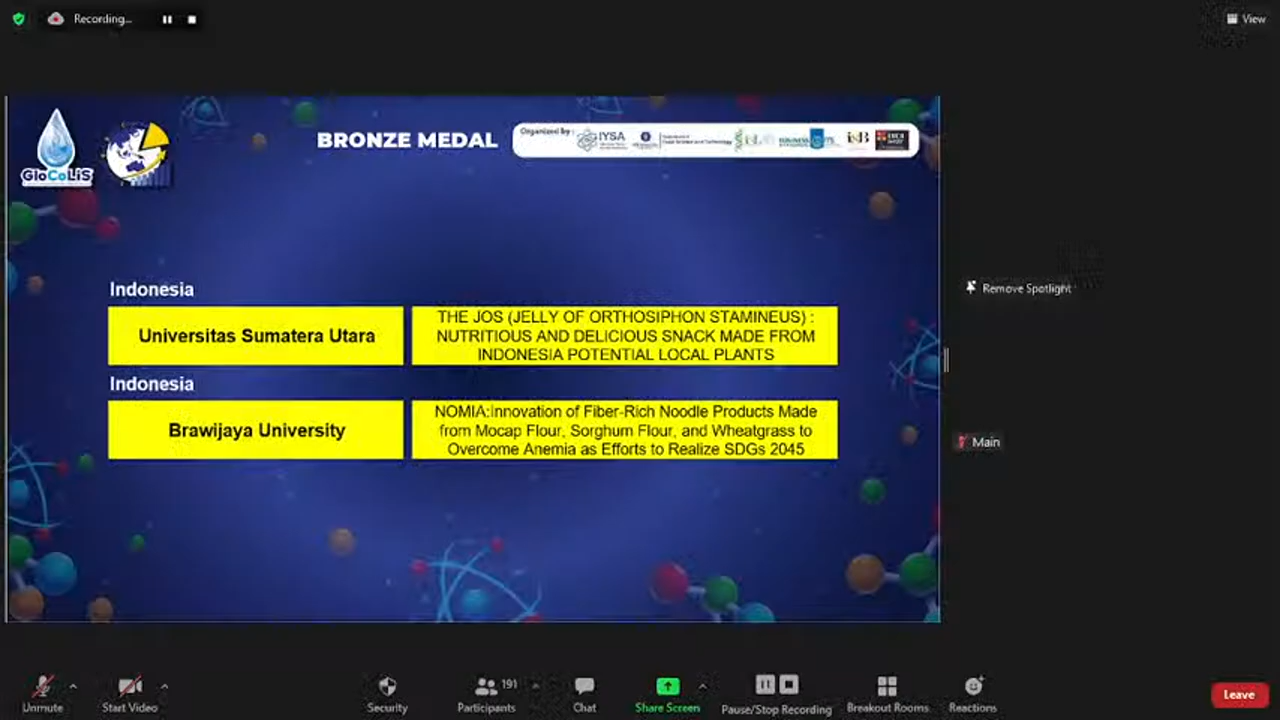 Recording...
View
GloCoLiS
BRONZE MEDAL
Organized by :
IYSA
Indonesia
Universitas Sumatera Utara
THE JOS (JELLY OF ORTHOSIPHON STAMINEUS) :
NUTRITIOUS AND DELICIOUS SNACK MADE FROM
INDONESIA POTENTIAL LOCAL PLANTS
Indonesia
Brawijaya University
NOMIA:Innovation of Fiber-Rich Noodle Products Made
from Mocap Flour, Sorghum Flour, and Wheatgrass to
Overcome Anemia as Efforts to Realize SDGs 2045
Remove Spotlight
Main
Unmute
Start Video
Security
Participants
191
Chat
Share Screen
Pause/Stop Recording
Breakout Rooms
Reactions
Leave